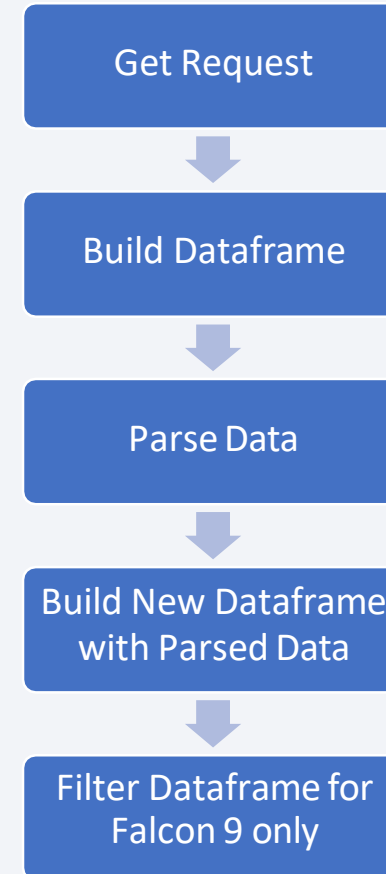 Get Request
Build Dataframe
Parse Data
Build New Dataframe
with Parsed Data
Filter Dataframe for
Falcon 9 only